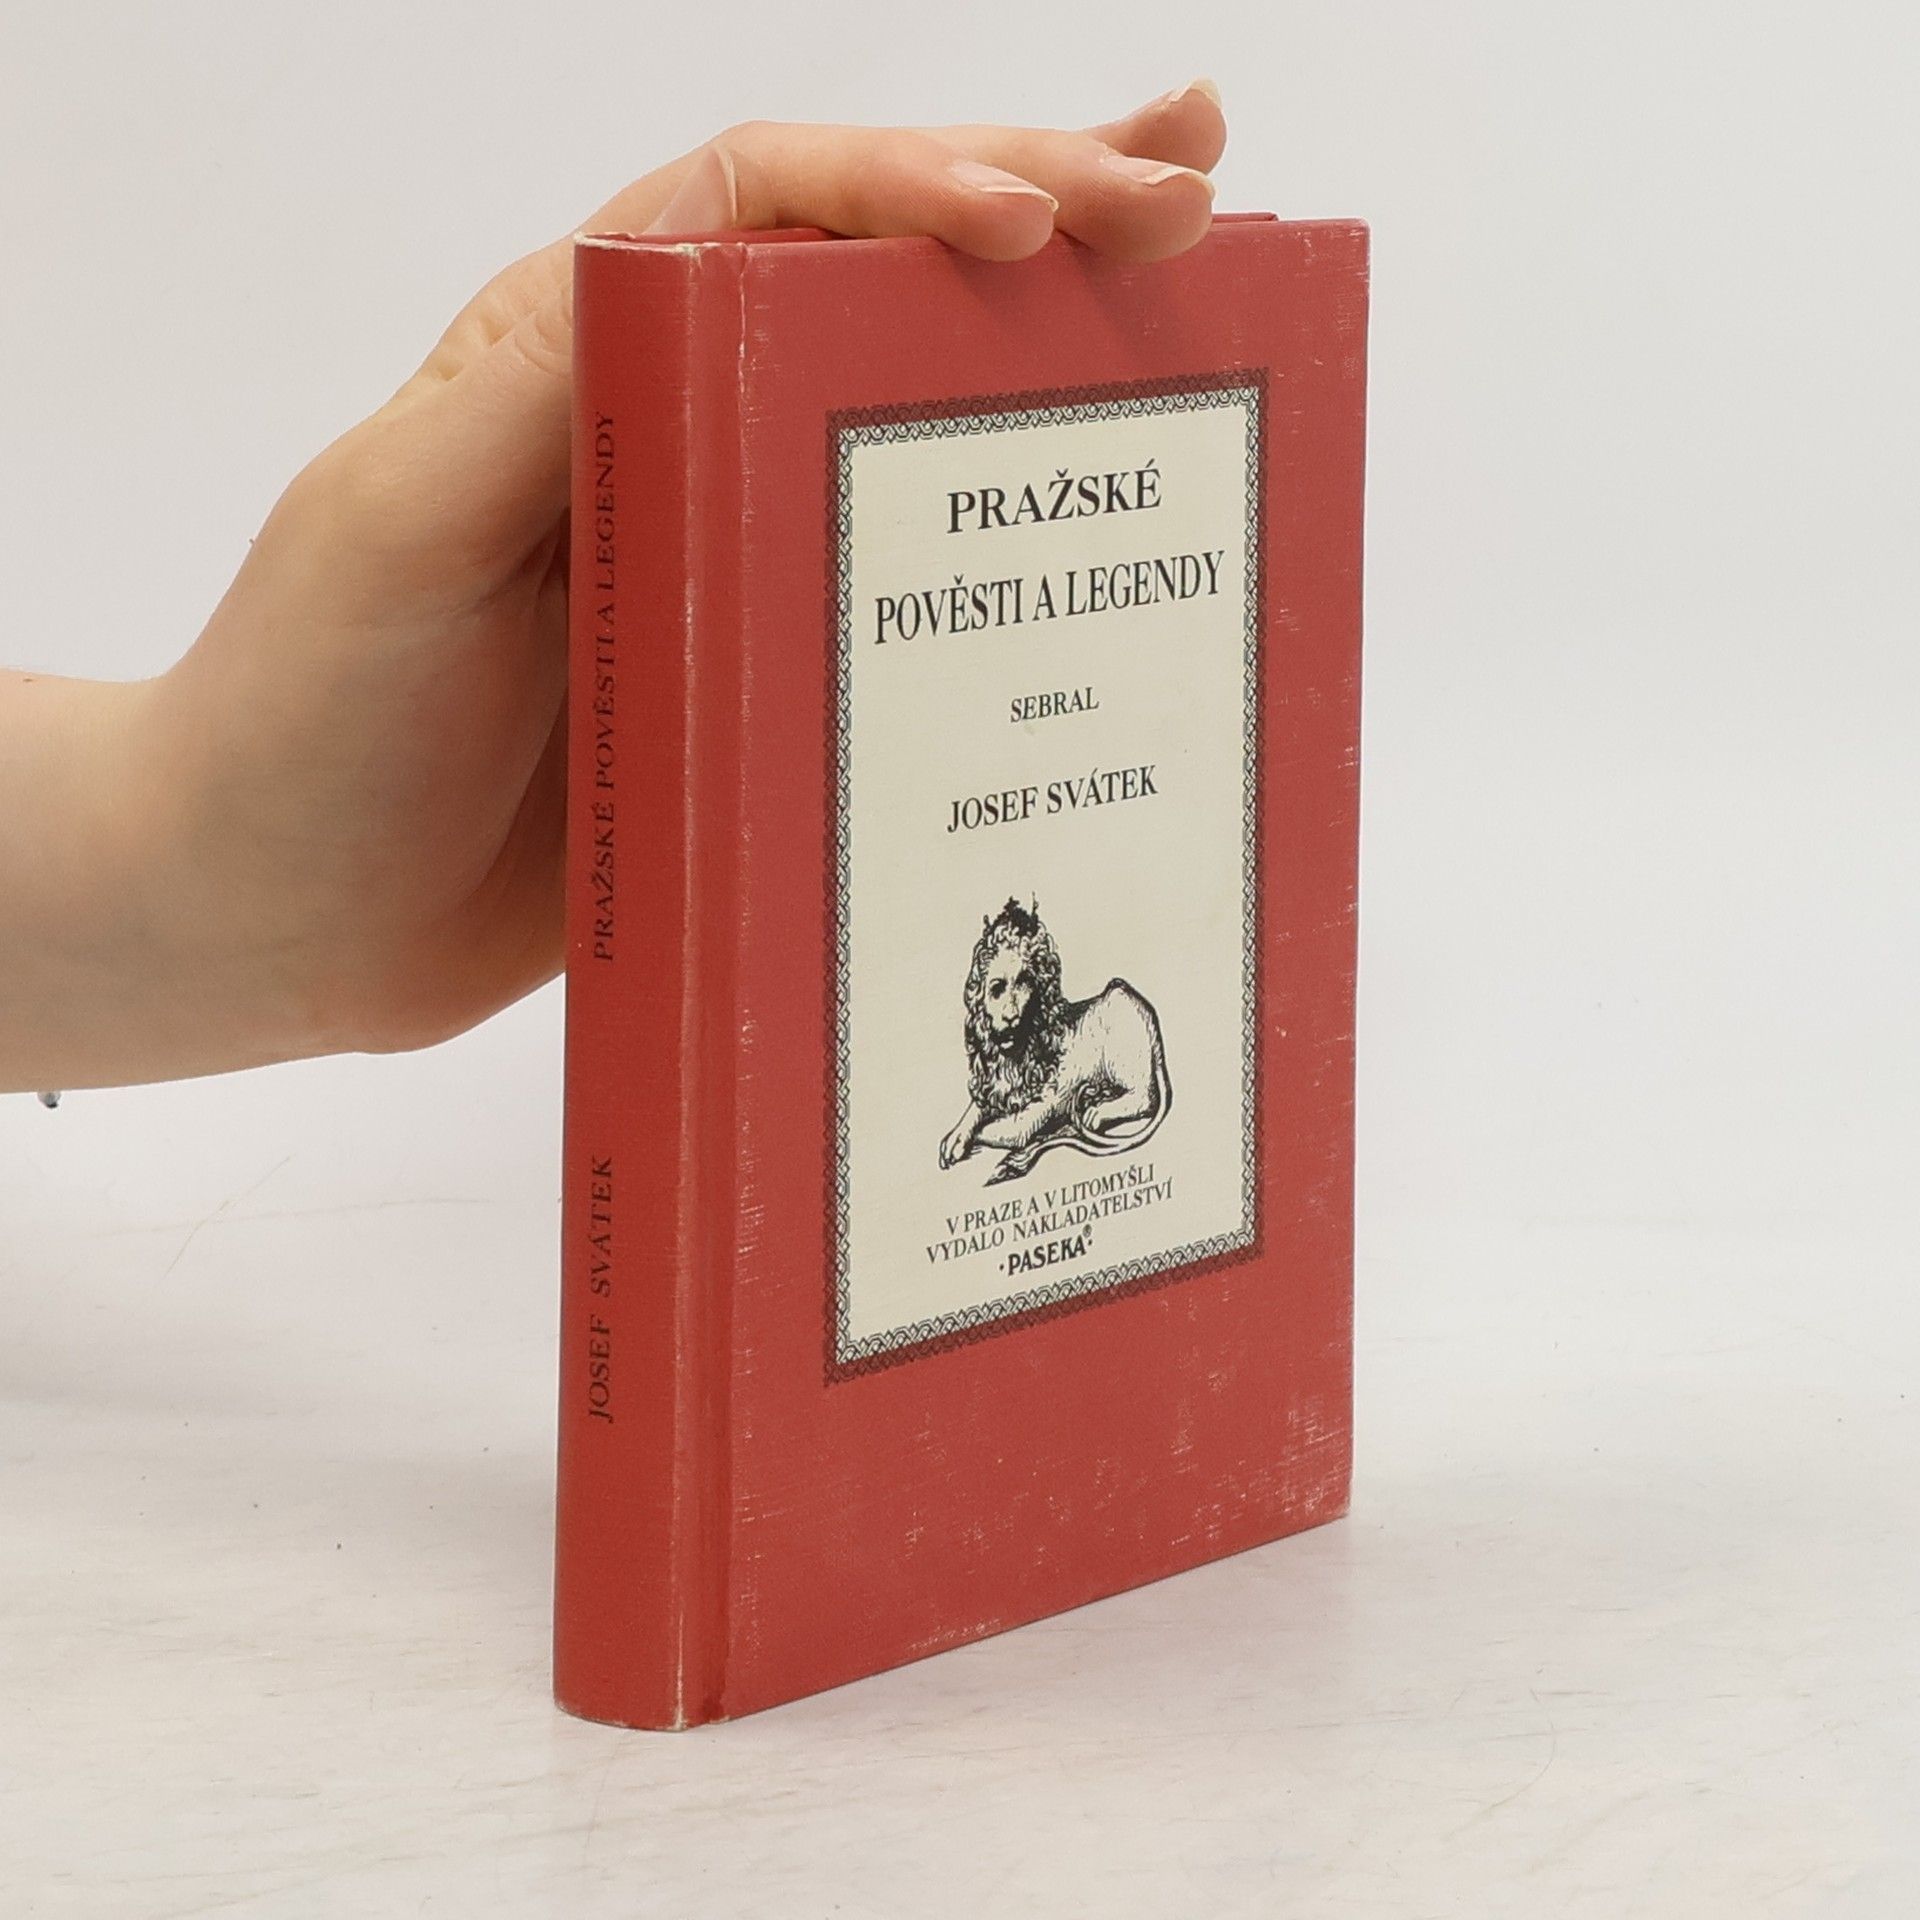 PRAŽSKÉ POVĚSTI A LEGENDY
JOSEF SVÁTEK
PRAŽSKÉ
POVĚSTI A LEGENDY
SEBRAL
JOSEF SVÁTEK
V PRAZE A V LITOMYŠLI
VYDALO NAKLADATELSTVÍ
·PASEKA®·